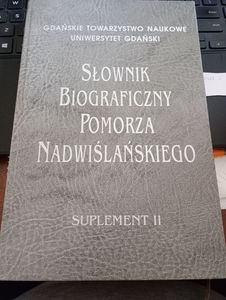 GDAŃSKIE TOWARZYSTWO NAUKOWE
UNIWERSYTET GDAŃSKI
SŁOWNIK
BIOGRAFICZNY
POMORZA
NADWIŚLAŃSKIEGO
SUPLEMENT II